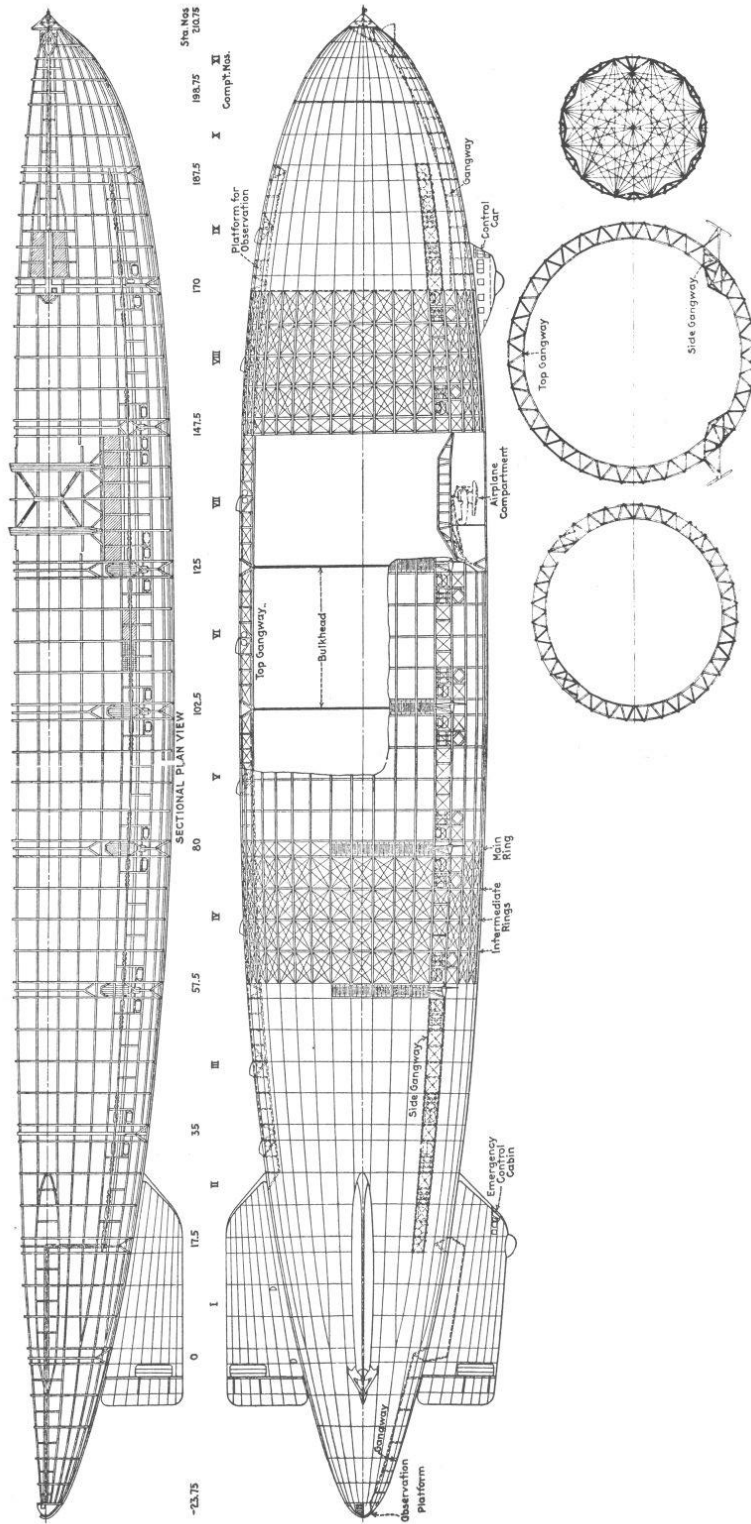 SECTIONAL PLAN VIEW
Sta. Nos
210.75
198.75
187.5
170
147.5
125
102.5
80
57.5
35
17.5
0
-23.75
Comp't. Nos.
XI
X
IX
VIII
VII
VI
V
IV
III
II
I
Platform for
Observation
Gangway
Control
Car
Airplane
Compartment
Top Gangway
Bulkhead
Main
Ring
Intermediate
Rings
Side Gangway
Emergency
Control
Cabin
Gangway
Observation
Platform
Top Gangway
Side Gangway